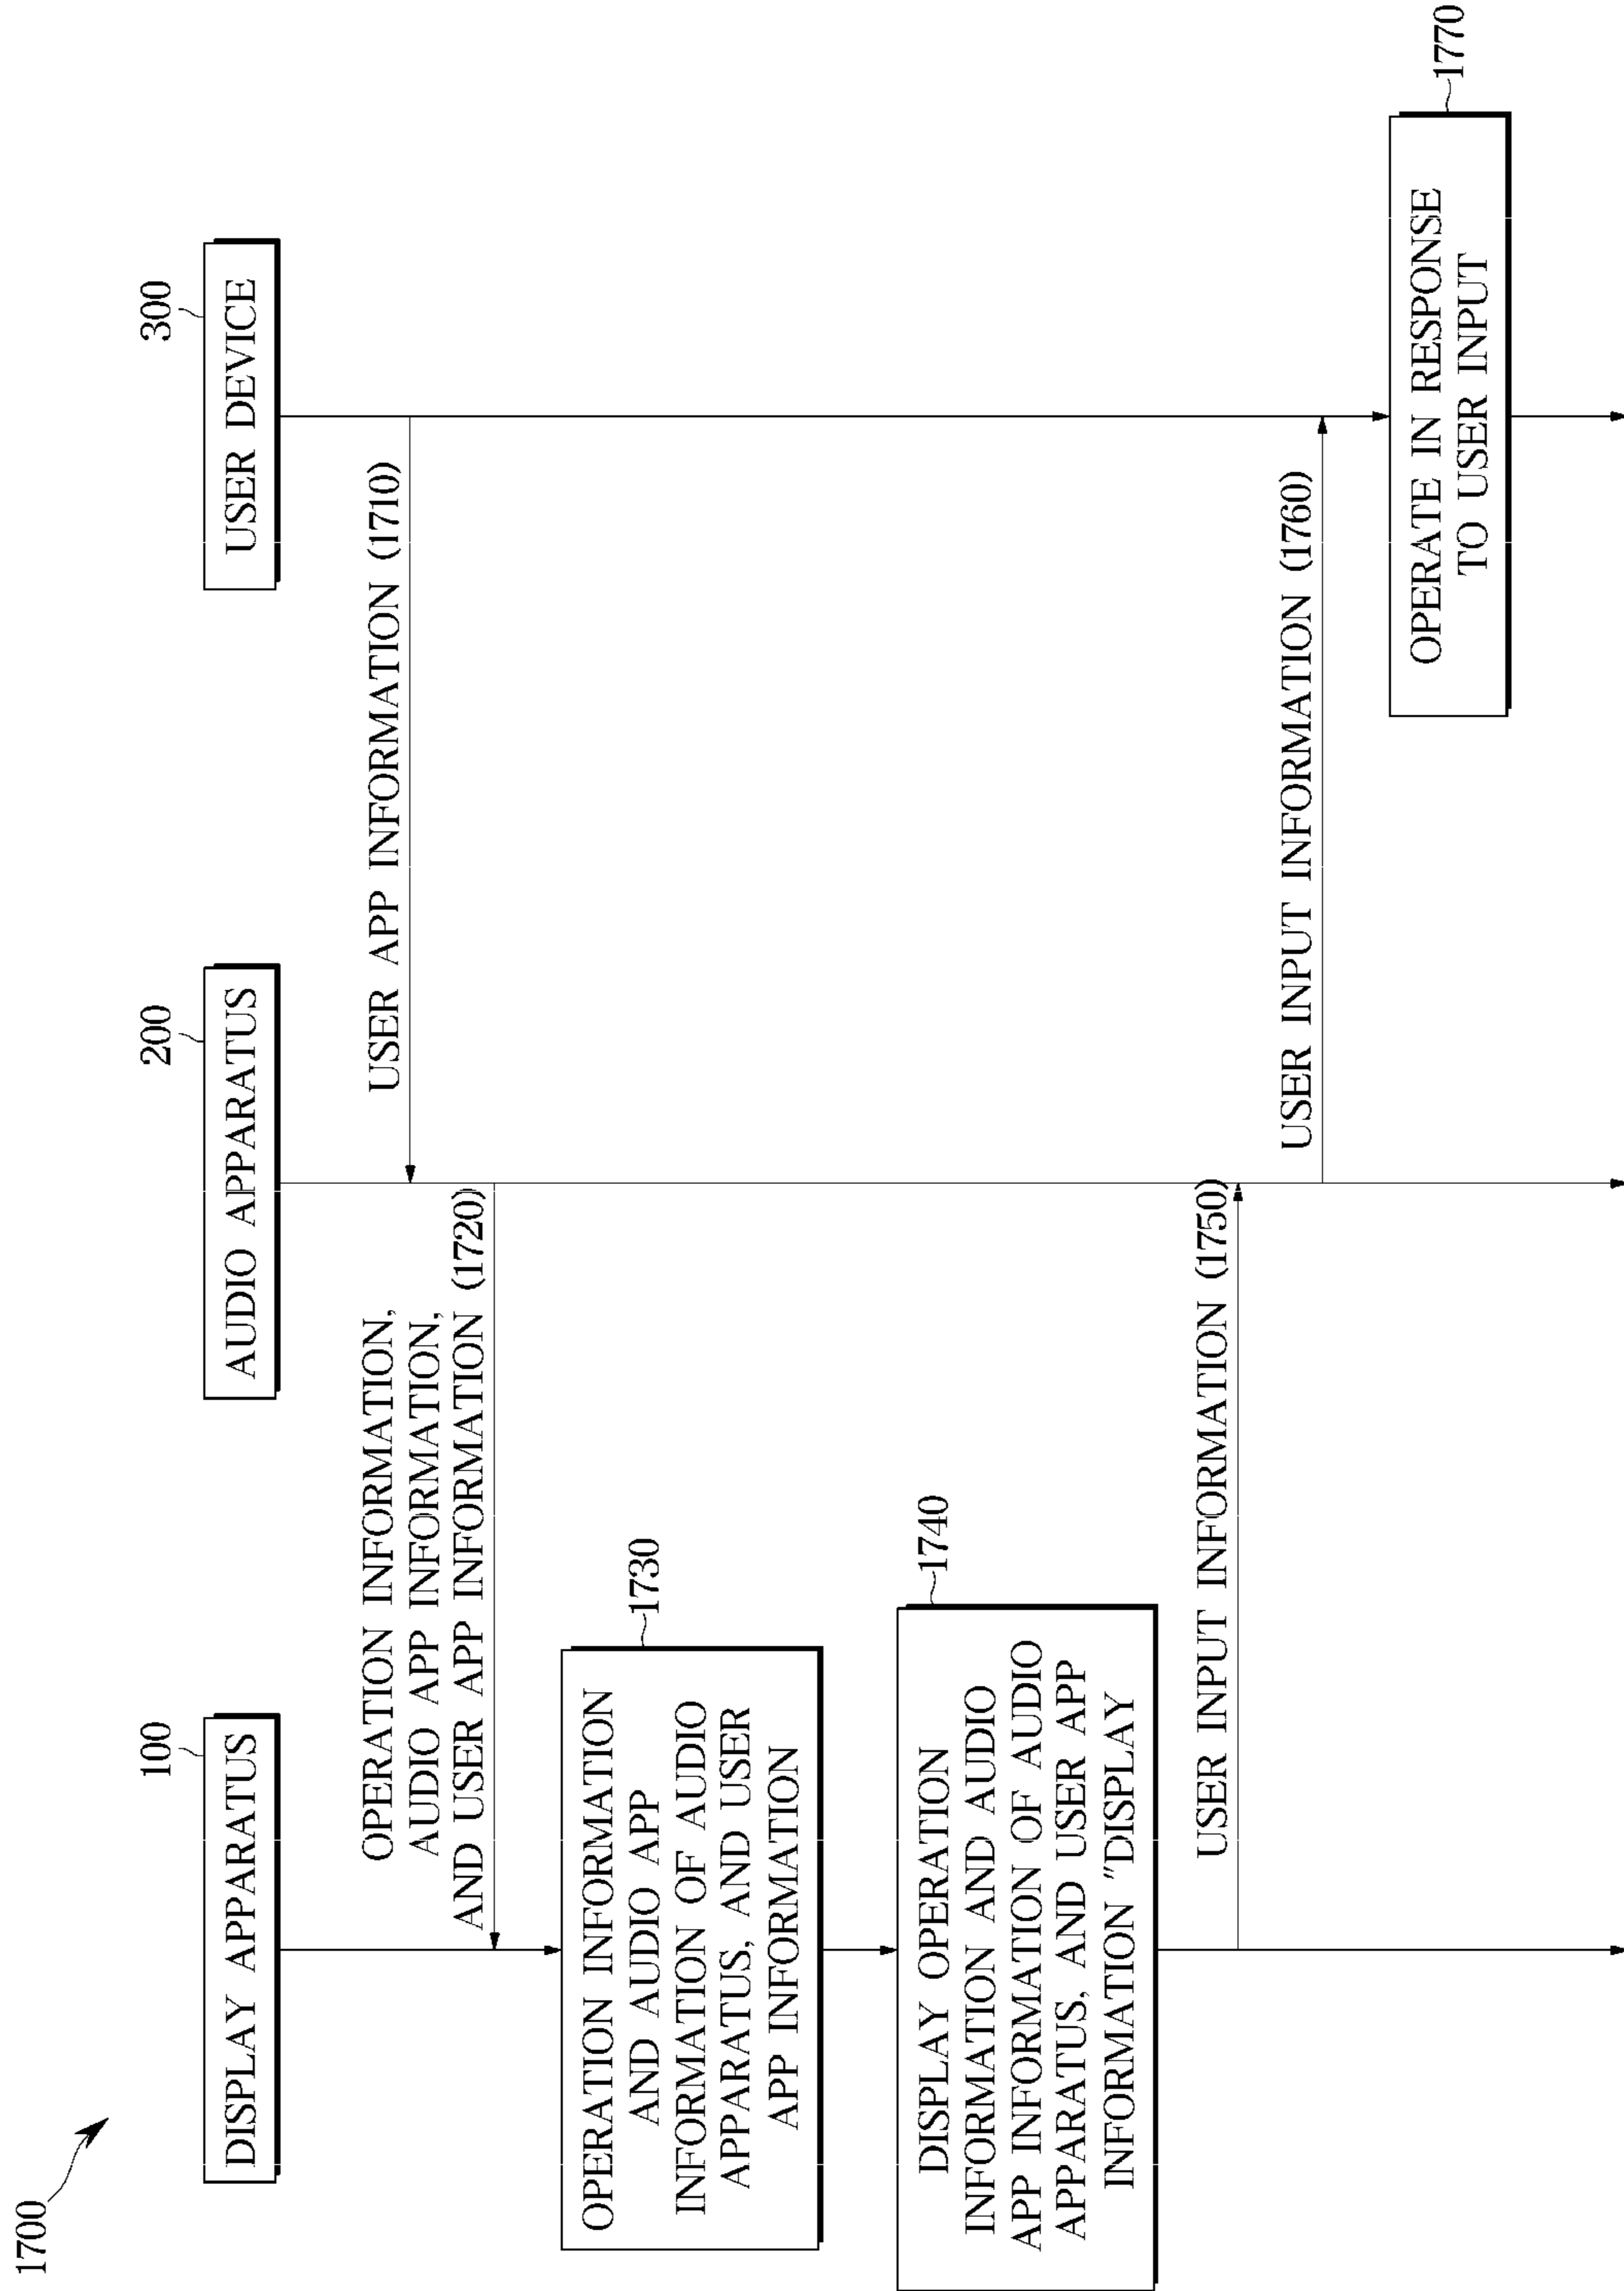 1700
100
DISPLAY APPARATUS
200
AUDIO APPARATUS
300
USER DEVICE
USER APP INFORMATION (1710)
OPERATION INFORMATION,
AUDIO APP INFORMATION,
AND USER APP INFORMATION (1720)
1730
OPERATION INFORMATION
AND AUDIO APP
INFORMATION OF AUDIO
APPARATUS, AND USER
APP INFORMATION
1740
DISPLAY OPERATION
INFORMATION AND AUDIO
APP INFORMATION OF AUDIO
APPARATUS, AND USER APP
INFORMATION "DISPLAY
USER INPUT INFORMATION (1750)
USER INPUT INFORMATION (1760)
1770
OPERATE IN RESPONSE
TO USER INPUT